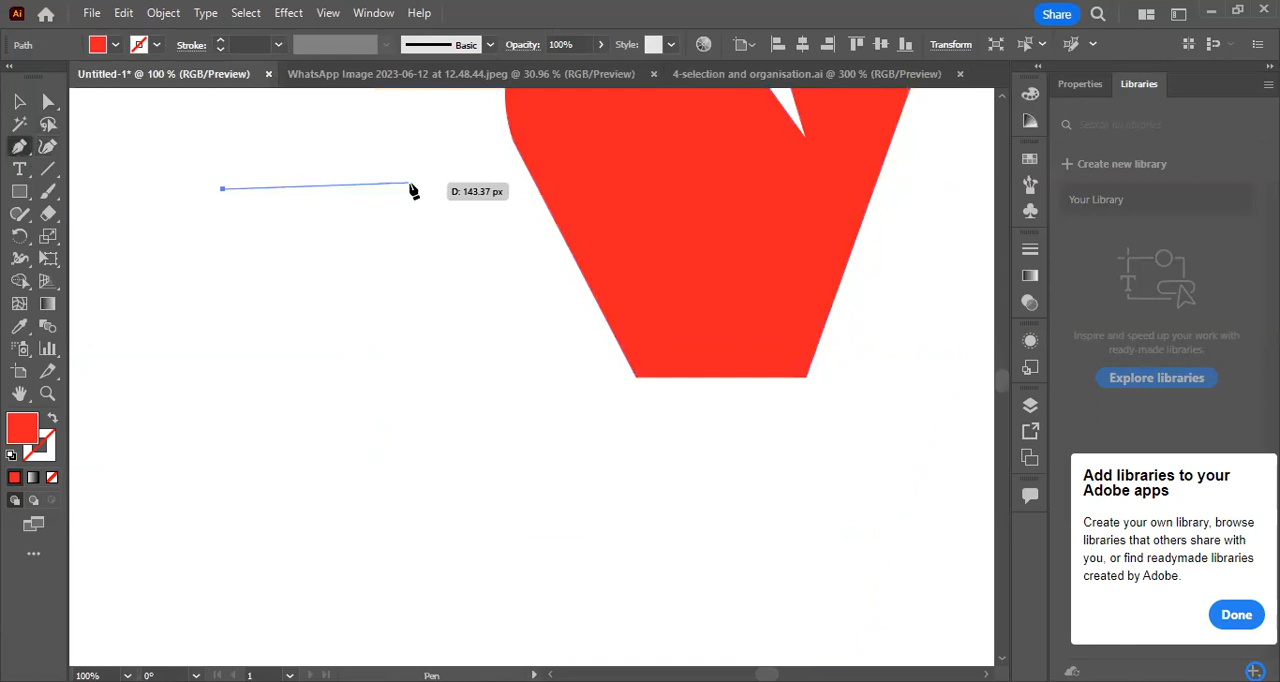 Ai File Edit Object Type Select Effect View Window Help Share
Path Stroke: Basic Opacity: 100% Style: Transform
Untitled-1* @ 100 % (RGB/Preview) × WhatsApp Image 2023-06-12 at 12.48.44.jpeg @ 30.96 % (RGB/Preview) × 4-selection and organisation.ai @ 300 % (RGB/Preview) ×
Properties Libraries
Create new library
Your Library
D: 143.37 px
Inspire and speed up your work with
ready-made libraries.
Explore libraries
Add libraries to your
Adobe apps
Create your own library, browse
libraries that others share with
you, or find readymade libraries
created by Adobe.
Done
100% 0° 1 Pen